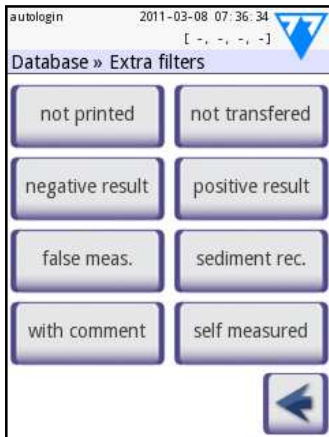 autologin 2011-03-08 07:36:34
[ -, -, -, -]
Database » Extra filters
not printed not transfered
negative result positive result
false meas. sediment rec.
with comment self measured